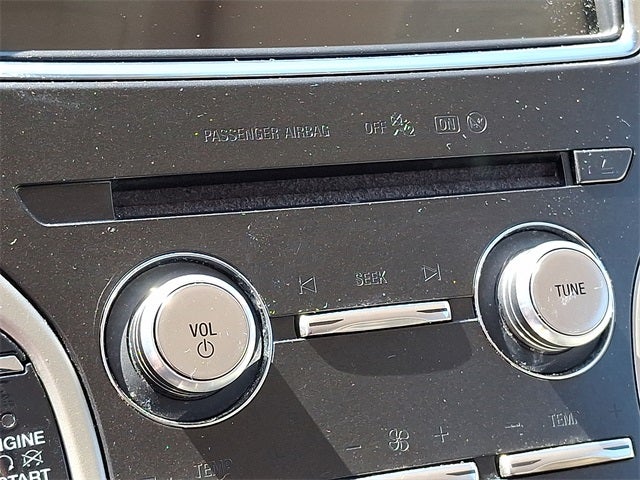 PASSENGER AIRBAG OFF ON
SEEK
VOL
TUNE
TEMP
TEMP
ENGINE
START